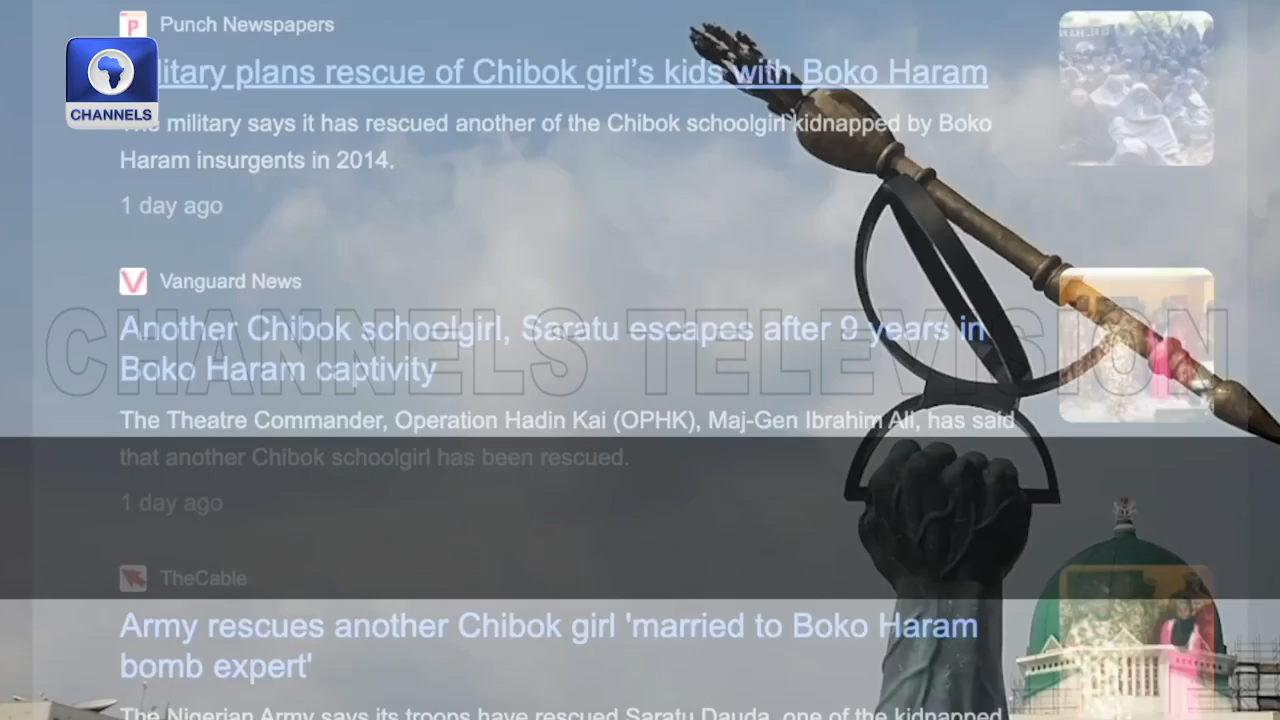 Punch Newspapers
litary plans rescue of Chibok girl's kids with Boko Haram
CHANNELS
The military says it has rescued another of the Chibok schoolgirl kidnapped by Boko
Haram insurgents in 2014.
1 day ago
Vanguard News
CHANNELS TELEVISION
Another Chibok schoolgirl, Saratu escapes after 9 years in
Boko Haram captivity
The Theatre Commander, Operation Hadin Kai (OPHK), Maj-Gen Ibrahim Ali, has said
that another Chibok schoolgirl has been rescued.
1 day ago
TheCable
Army rescues another Chibok girl 'married to Boko Haram
bomb expert'
The Nigerian Army says its troops have rescued Saratu Dauda, one of the kidnapped